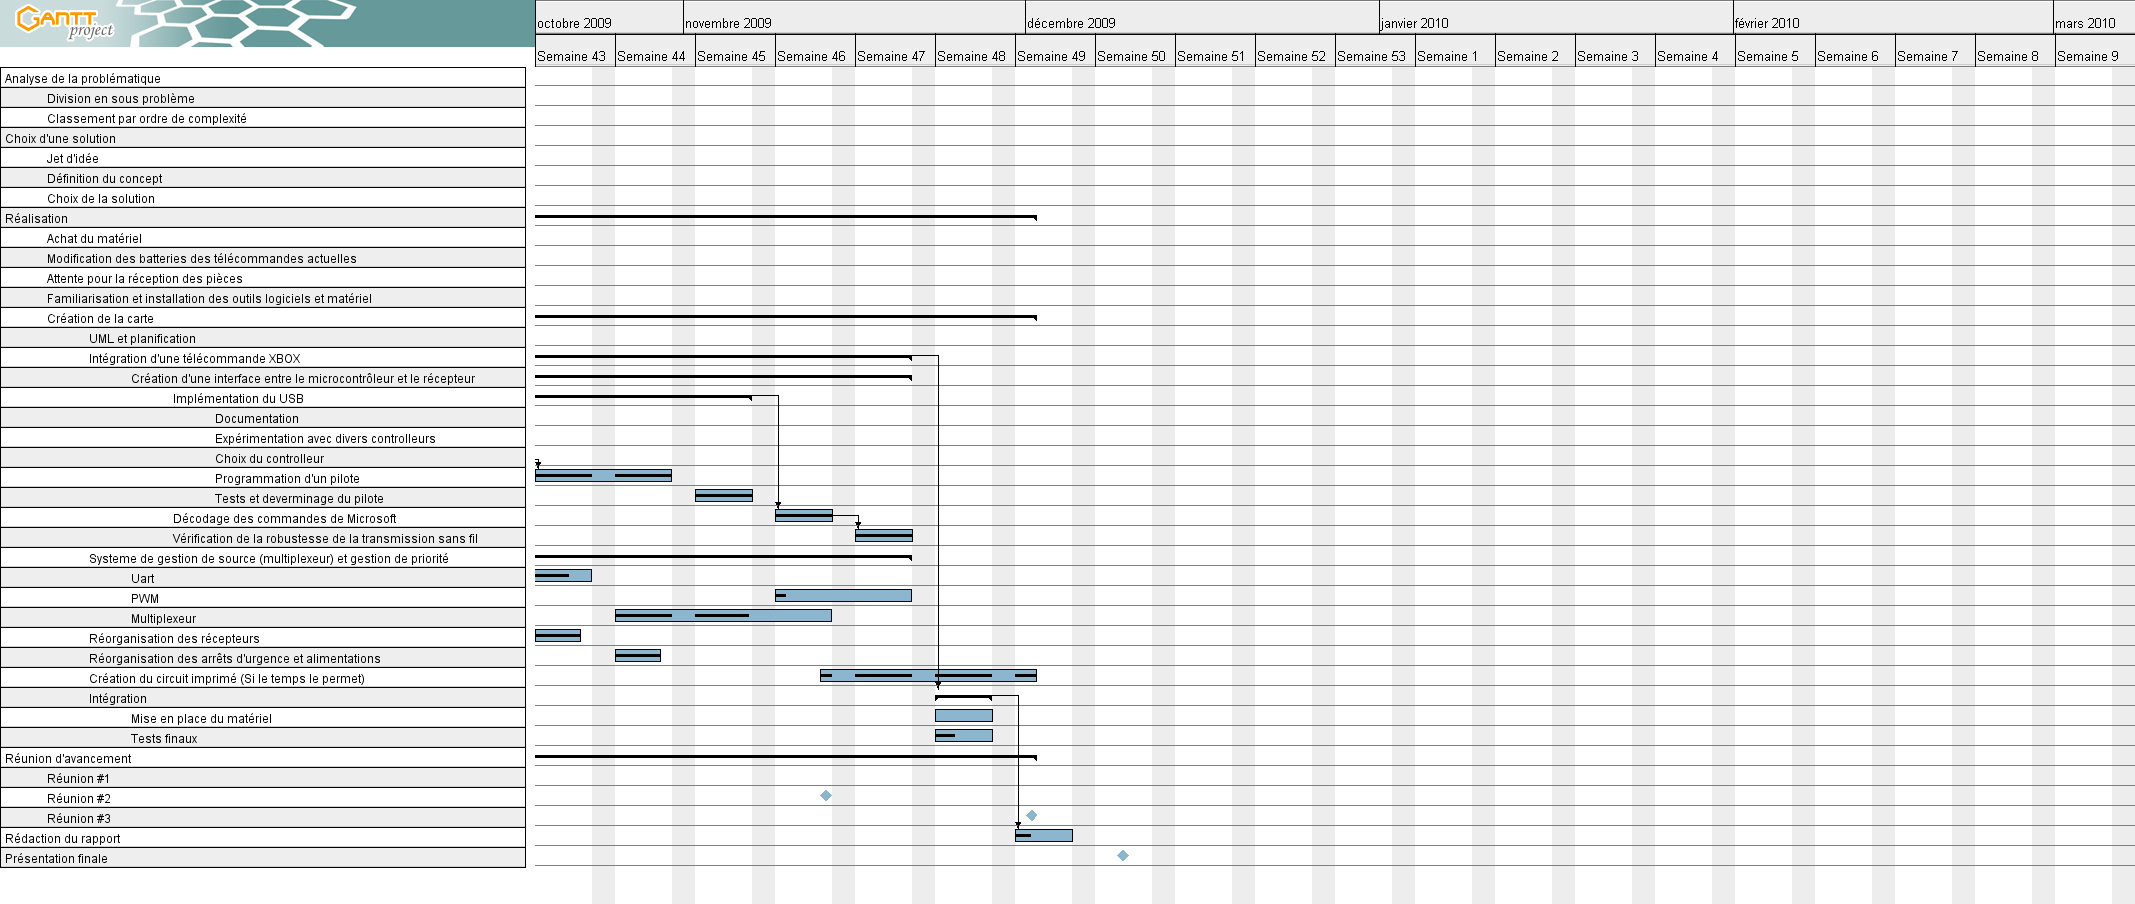 GANTT
project
octobre 2009 novembre 2009 décembre 2009 janvier 2010 février 2010 mars 2010
Semaine 43 Semaine 44 Semaine 45 Semaine 46 Semaine 47 Semaine 48 Semaine 49 Semaine 50 Semaine 51 Semaine 52 Semaine 53 Semaine 1 Semaine 2 Semaine 3 Semaine 4 Semaine 5 Semaine 6 Semaine 7 Semaine 8 Semaine 9
Analyse de la problématique
Division en sous problème
Classement par ordre de complexité
Choix d'une solution
Jet d'idée
Définition du concept
Choix de la solution
Réalisation
Achat du matériel
Modification des batteries des télécommandes actuelles
Attente pour la réception des pièces
Familiarisation et installation des outils logiciels et matériel
Création de la carte
UML et planification
Intégration d'une télécommande XBOX
Création d'une interface entre le microcontrôleur et le récepteur
Implémentation du USB
Documentation
Expérimentation avec divers controlleurs
Choix du controlleur
Programmation d'un pilote
Tests et deverminage du pilote
Décodage des commandes de Microsoft
Vérification de la robustesse de la transmission sans fil
Systeme de gestion de source (multiplexeur) et gestion de priorité
Uart
PWM
Multiplexeur
Réorganisation des récepteurs
Réorganisation des arrêts d'urgence et alimentations
Création du circuit imprimé (Si le temps le permet)
Intégration
Mise en place du matériel
Tests finaux
Réunion d'avancement
Réunion #1
Réunion #2
Réunion #3
Rédaction du rapport
Présentation finale